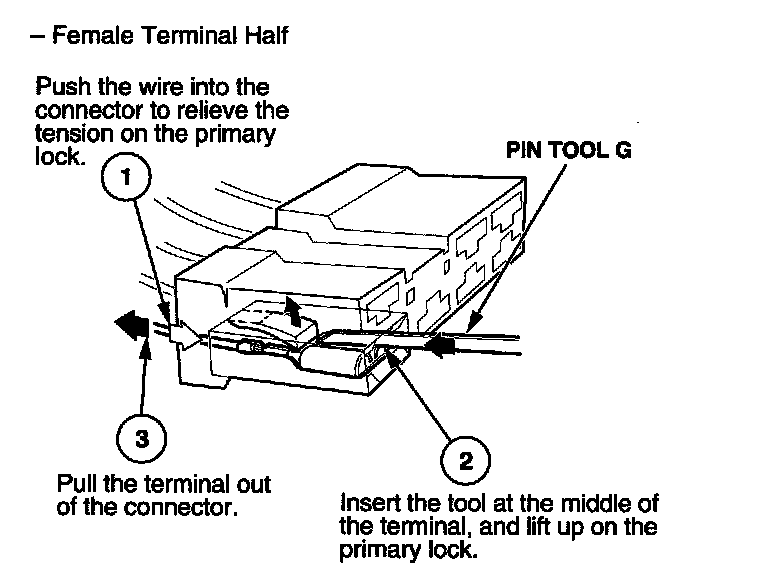 – Female Terminal Half
Push the wire into the
connector to relieve the
tension on the primary
lock.
1
PIN TOOL G
3
2
Pull the terminal out
of the connector.
Insert the tool at the middle of
the terminal, and lift up on the
primary lock.